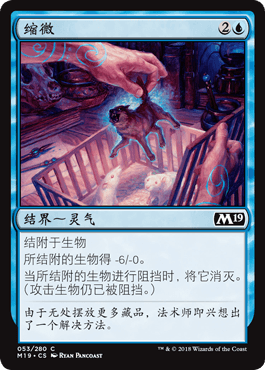 缩微 2
结界~灵气 M19
结附于生物
所结附的生物得 -6/-0。
当所结附的生物进行阻挡时，将它消灭。
（攻击生物仍已被阻挡。）
由于无处摆放更多藏品，法术师即兴想出
了一个解决方法。
053/280 C
M19 • CS RYAN PANCOAST
™ & © 2018 Wizards of the Coast